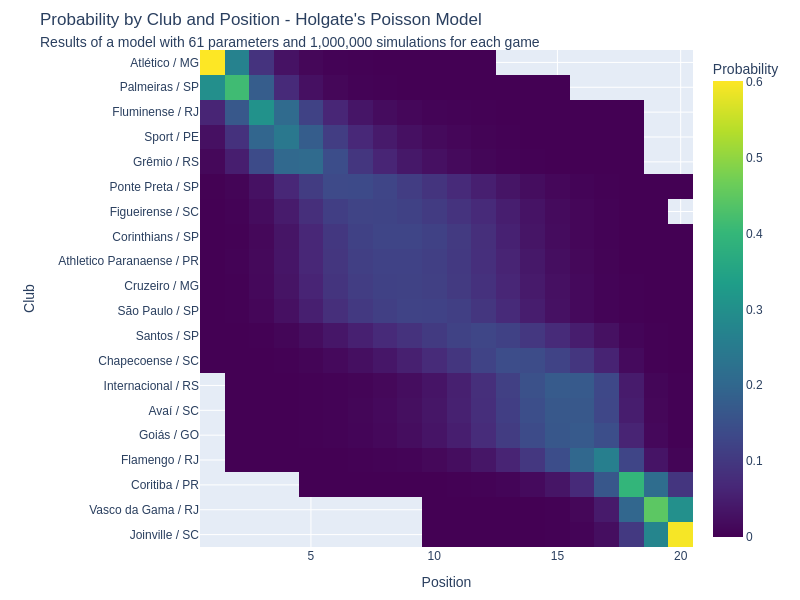 Probability by Club and Position - Holgate's Poisson Model
Results of a model with 61 parameters and 1,000,000 simulations for each game
Probability
Atlético / MG
Palmeiras / SP
Fluminense / RJ
Sport / PE
Grêmio / RS
Ponte Preta / SP
Figueirense / SC
Corinthians / SP
Athletico Paranaense / PR
Cruzeiro / MG
São Paulo / SP
Santos / SP
Chapecoense / SC
Internacional / RS
Avaí / SC
Goiás / GO
Flamengo / RJ
Coritiba / PR
Vasco da Gama / RJ
Joinville / SC
Club
0.6
0.5
0.4
0.3
0.2
0.1
0
5 10 15 20
Position